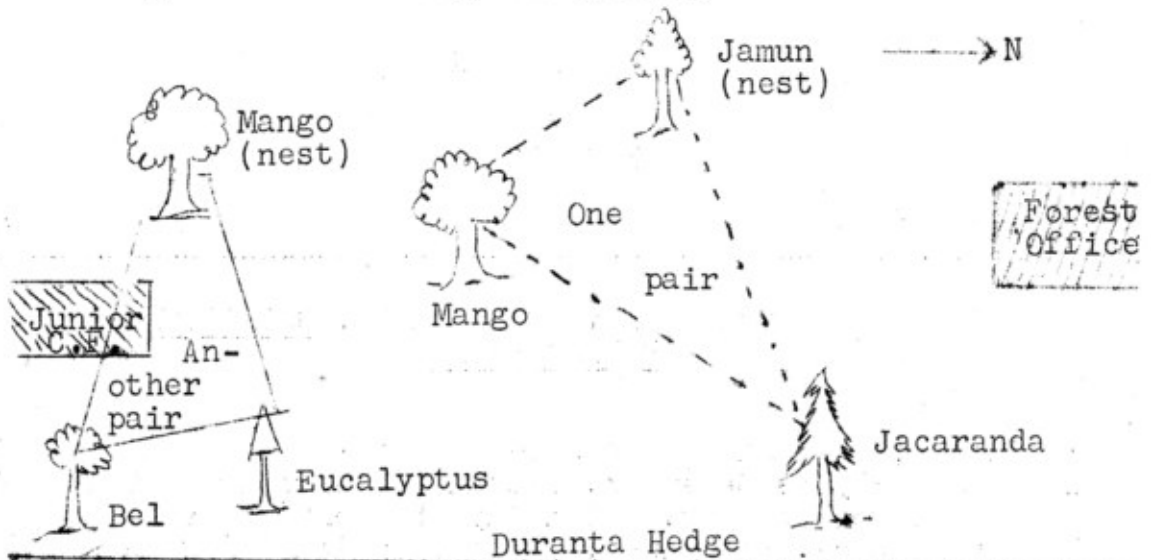 Jamun
(nest)
N
Mango
(nest)
One
pair
Forest
Office
Mango
Junior
C.F.
An-
other
pair
Jacaranda
Eucalyptus
Bel
Duranta Hedge